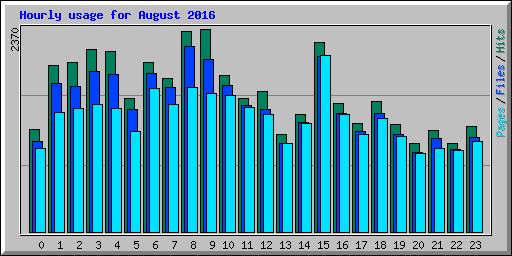 Hourly usage for August 2016
2370
Pages/Files/Hits
0 1 2 3 4 5 6 7 8 9 10 11 12 13 14 15 16 17 18 19 20 21 22 23